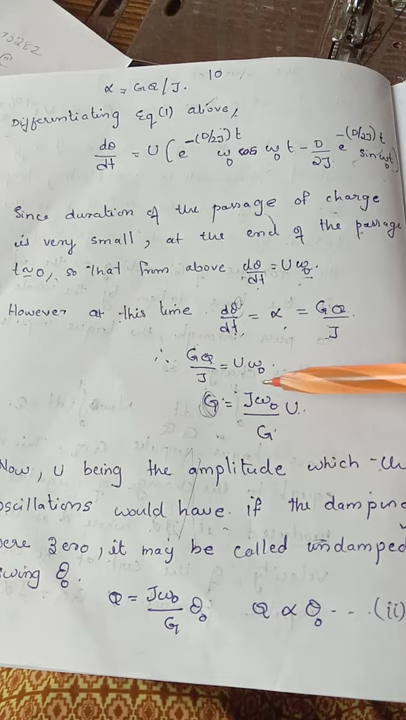 10
α = GQ/J.
Differentiating Eq(1) above,
dθ/dt = U(e^-(D/2J)t ω₀ cos ω₀t - D/2J e^-(D/2J)t sin ω₀t)
Since duration of the passage of charge
is very small, at the end of the passage
t≈0, so that from above dθ/dt = Uω₀.
However at this time dθ/dt = α = GQ/J.
∴ GQ/J = Uω₀.
= Jω₀/G U.
Now, U being the amplitude which the
oscillations would have if the damping
were zero, it may be called undamped
swing θ₀.
Q = Jω₀/G θ₀ Q ∝ θ₀ --- (ii)